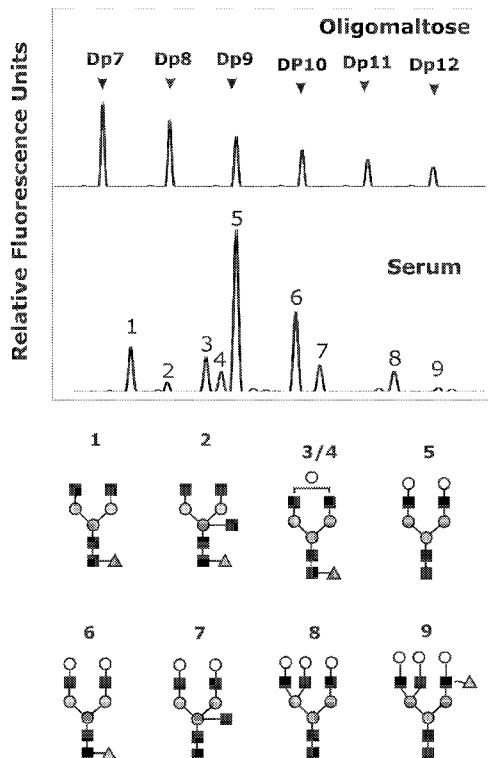 Relative Fluorescence Units
Oligomaltose
Dp7 Dp8 Dp9 DP10 Dp11 Dp12
Serum
1 2 3 4 5 6 7 8 9
1 2 3/4 5
6 7 8 9